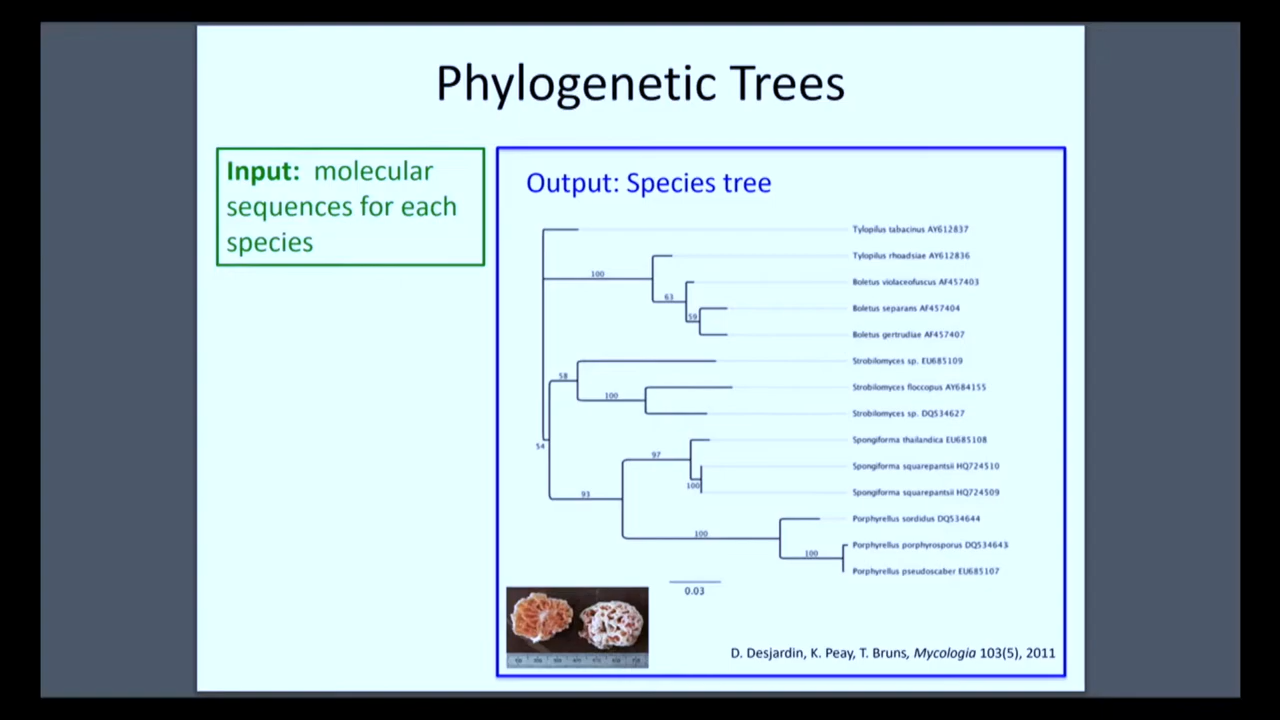 Phylogenetic Trees
Input: molecular
sequences for each
species
Output: Species tree
Tylopilus tabacinus AY612837
Tylopilus rhoadsiae AY612836
100
Boletus violaceofuscus AF457403
63
Boletus separans AF457404
59
Boletus gertrudiae AF457407
Strobilomyces sp. EU685109
58
Strobilomyces floccopus AY684155
100
Strobilomyces sp. DQ534627
54
Spongiforma thailandica EU685108
97
Spongiforma squarepantsii HQ724510
100
Spongiforma squarepantsii HQ724509
93
Porphyrellus sordidus DQ534644
100
Porphyrellus porphyrosporus DQ534643
100
Porphyrellus pseudoscaber EU685107
0.03
D. Desjardin, K. Peay, T. Bruns, Mycologia 103(5), 2011